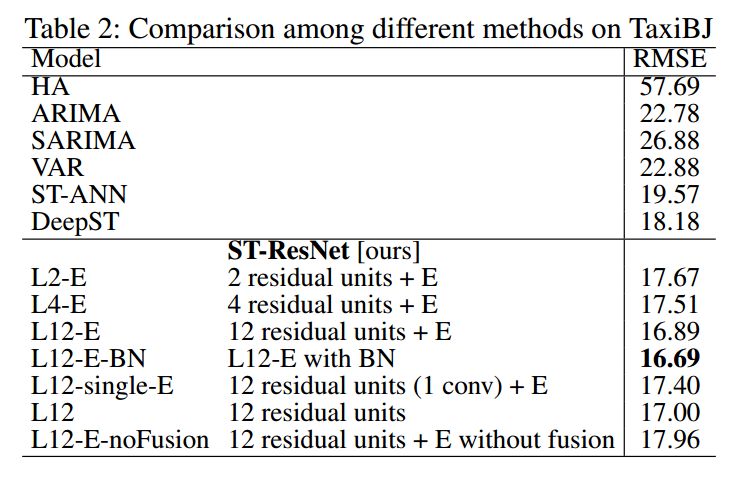 Table 2: Comparison among different methods on TaxiBJ
Model RMSE
HA 57.69
ARIMA 22.78
SARIMA 26.88
VAR 22.88
ST-ANN 19.57
DeepST 18.18
ST-ResNet [ours]
L2-E 2 residual units + E 17.67
L4-E 4 residual units + E 17.51
L12-E 12 residual units + E 16.89
L12-E-BN L12-E with BN 16.69
L12-single-E 12 residual units (1 conv) + E 17.40
L12 12 residual units 17.00
L12-E-noFusion 12 residual units + E without fusion 17.96